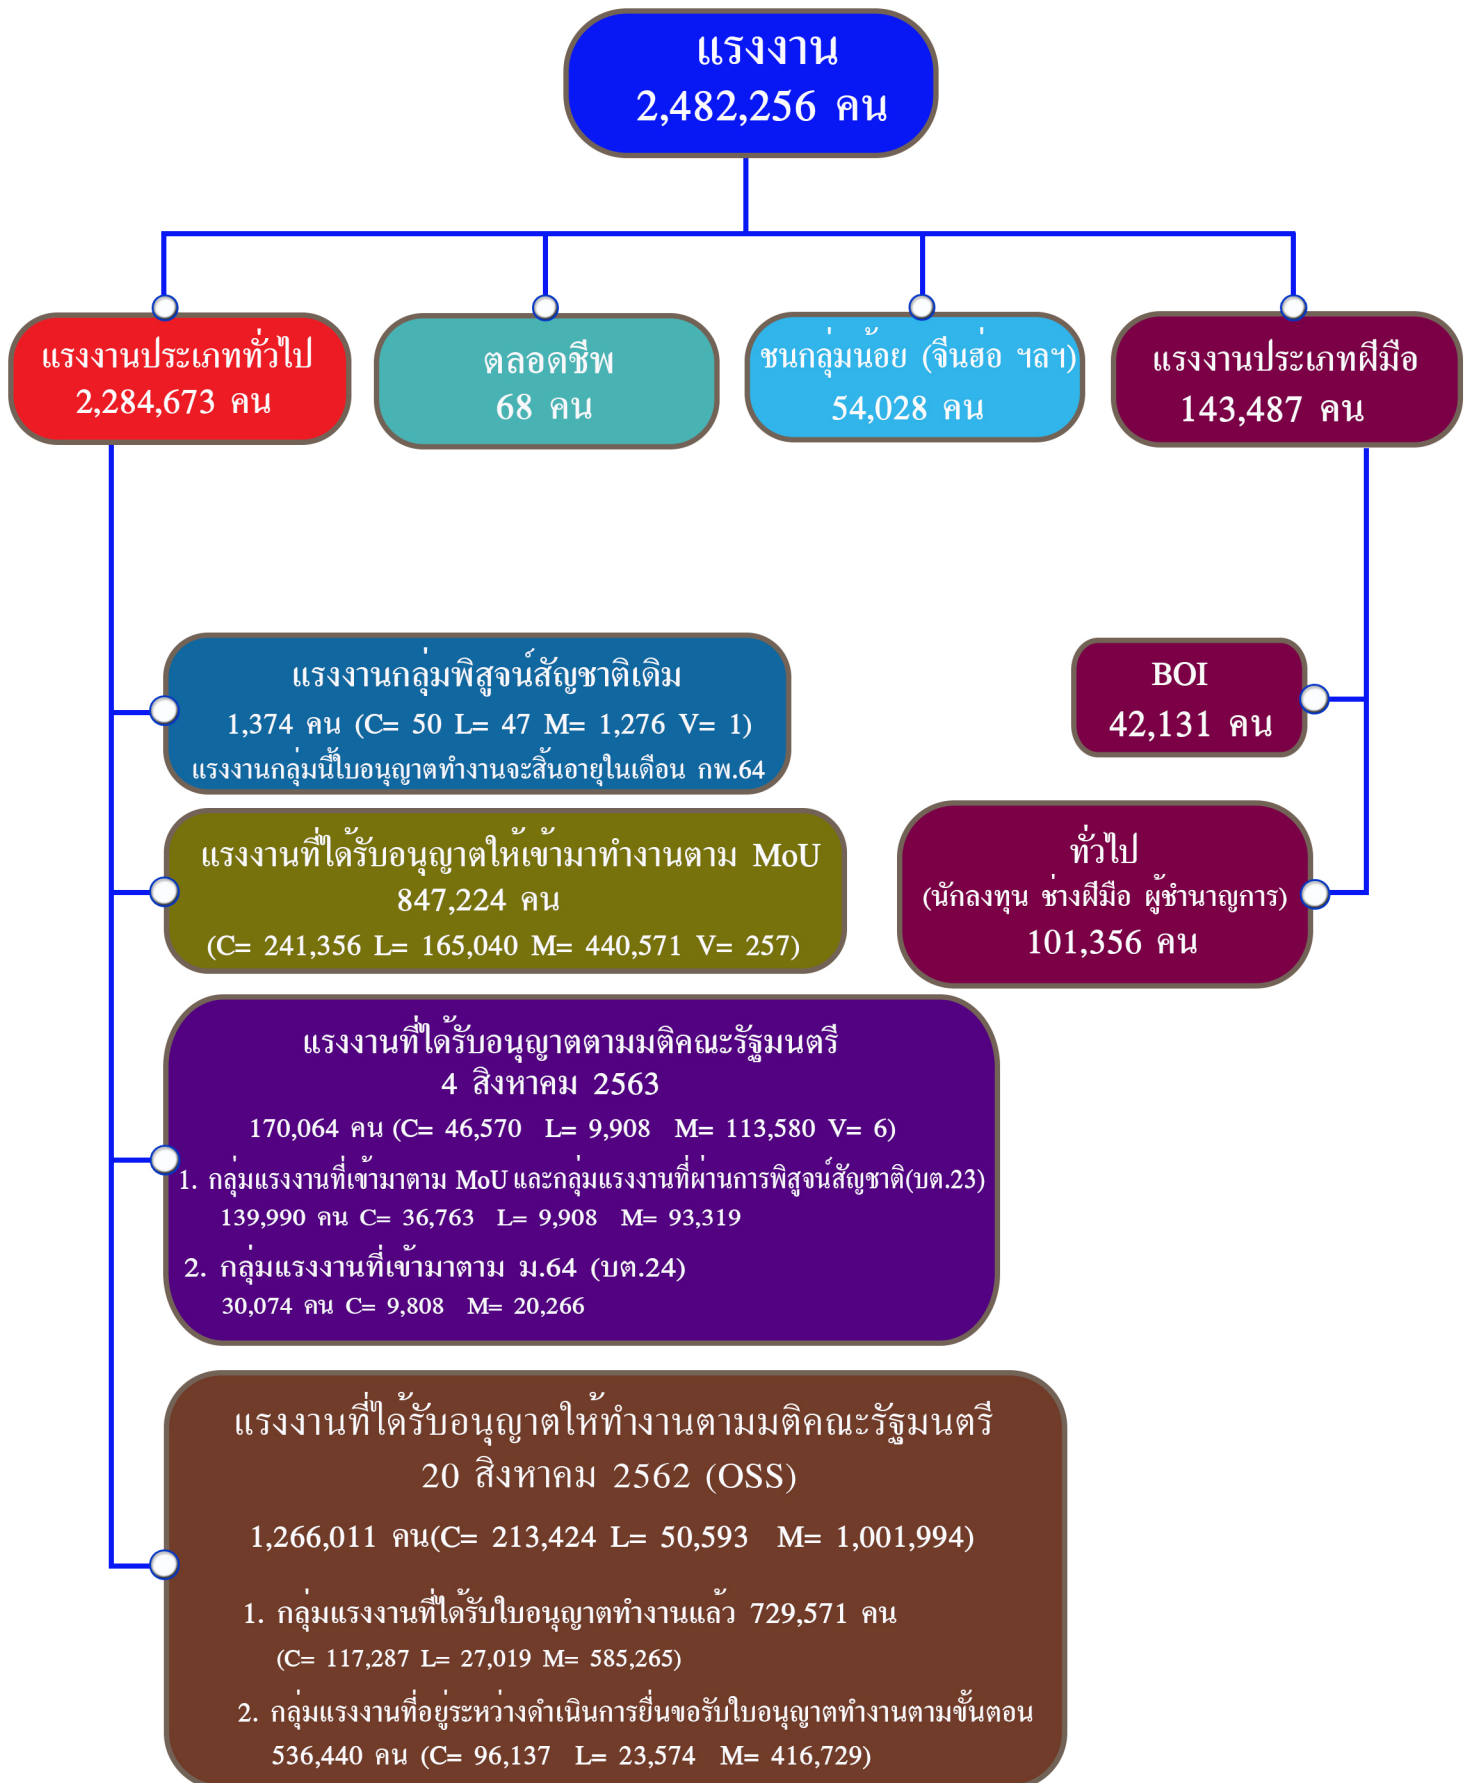 แรงงาน
2,482,256 คน
แรงงานประเภททั่วไป
2,284,673 คน
ตลอดชีพ
68 คน
ชนกลุ่มน้อย (จีนฮ่อ ฯลฯ)
54,028 คน
แรงงานประเภทฝีมือ
143,487 คน
แรงงานกลุ่มพิสูจน์สัญชาติเดิม
1,374 คน (C= 50 L= 47 M= 1,276 V= 1)
แรงงานกลุ่มนี้ใบอนุญาตทำงานจะสิ้นอายุในเดือน กพ.64
BOI
42,131 คน
แรงงานที่ได้รับอนุญาตให้เข้ามาทำงานตาม MoU
847,224 คน
(C= 241,356 L= 165,040 M= 440,571 V= 257)
ทั่วไป
(นักลงทุน ช่างฝีมือ ผู้ชำนาญการ)
101,356 คน
แรงงานที่ได้รับอนุญาตตามมติคณะรัฐมนตรี
4 สิงหาคม 2563
170,064 คน (C= 46,570 L= 9,908 M= 113,580 V= 6)
1. กลุ่มแรงงานที่เข้ามาตาม MoU และกลุ่มแรงงานที่ผ่านการพิสูจน์สัญชาติ(บต.23)
139,990 คน C= 36,763 L= 9,908 M= 93,319
2. กลุ่มแรงงานที่เข้ามาตาม ม.64 (บต.24)
30,074 คน C= 9,808 M= 20,266
แรงงานที่ได้รับอนุญาตให้ทำงานตามมติคณะรัฐมนตรี
20 สิงหาคม 2562 (OSS)
1,266,011 คน(C= 213,424 L= 50,593 M= 1,001,994)
1. กลุ่มแรงงานที่ได้รับใบอนุญาตทำงานแล้ว 729,571 คน
(C= 117,287 L= 27,019 M= 585,265)
2. กลุ่มแรงงานที่อยู่ระหว่างดำเนินการยื่นขอรับใบอนุญาตทำงานตามขั้นตอน
536,440 คน (C= 96,137 L= 23,574 M= 416,729)